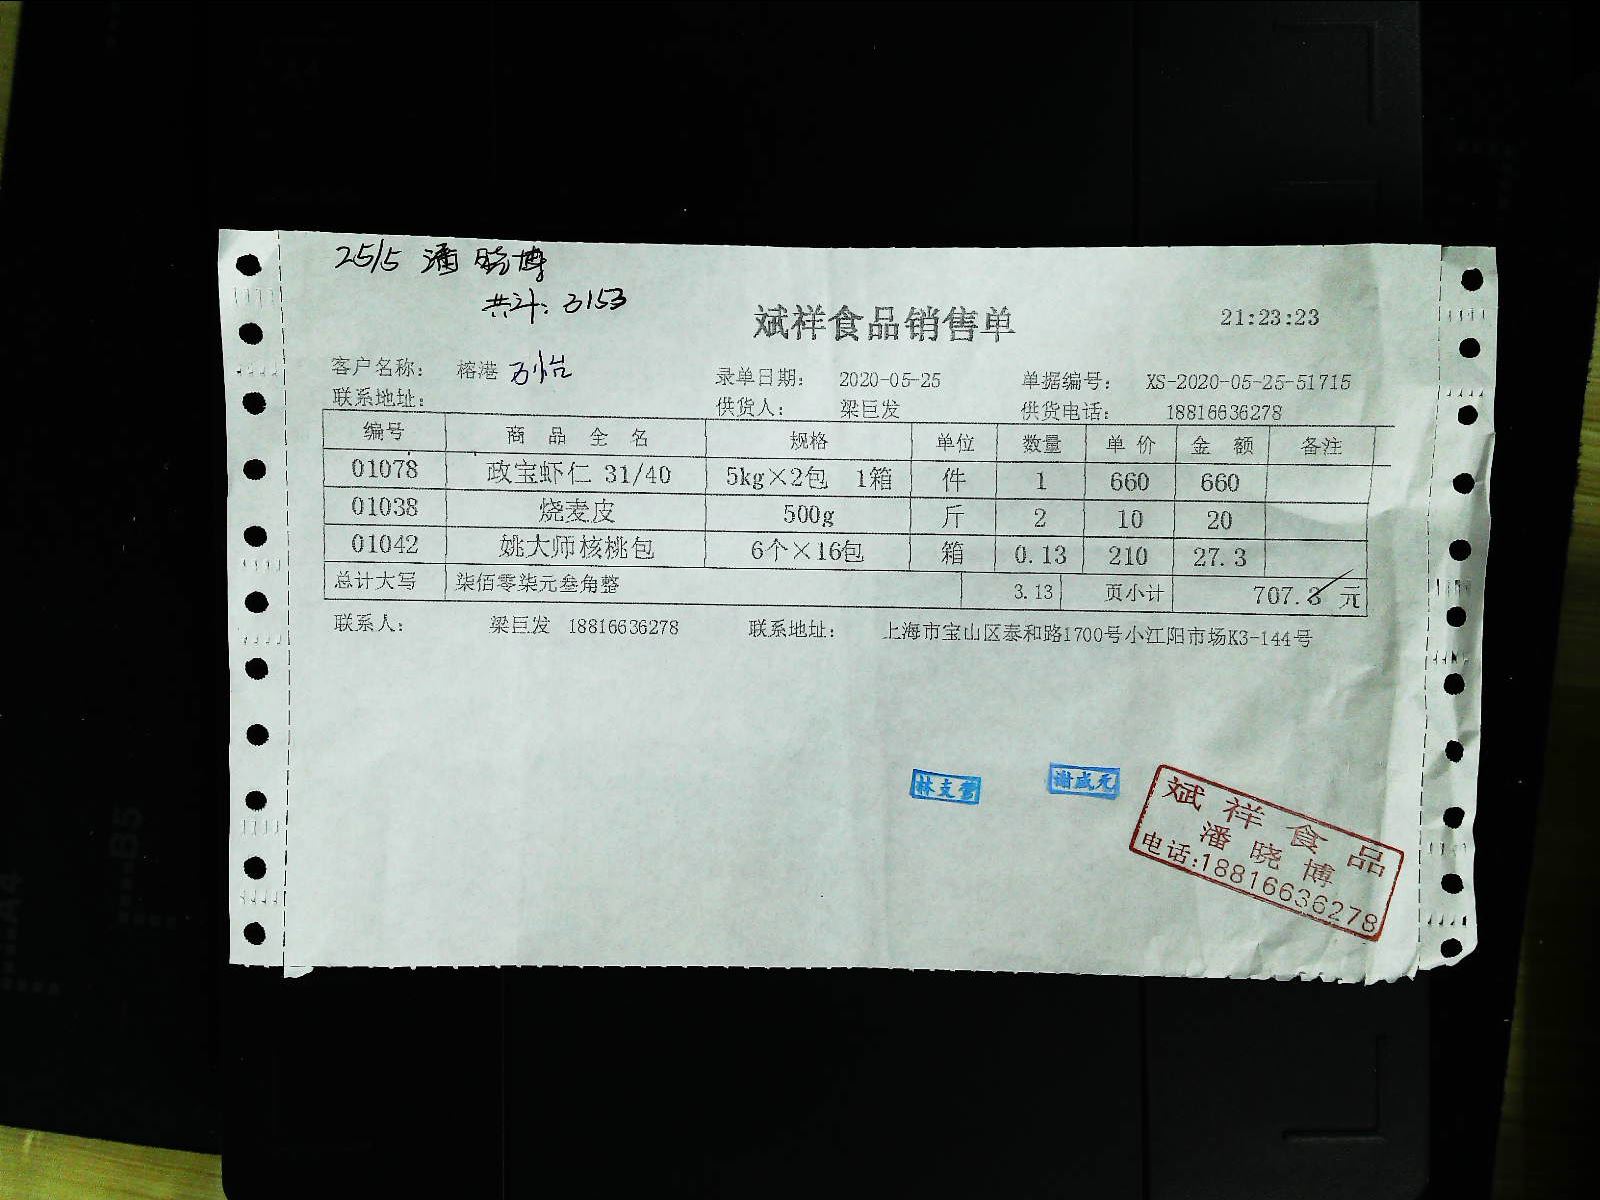 25/5 潘晓博
共斗: 3153
斌祥食品销售单 21:23:23
客户名称: 榕港 万怡 录单日期: 2020-05-25 单据编号: XS-2020-05-25-51715
联系地址: 供货人: 梁巨发 供货电话: 18816636278
编号 商品全名 规格 单位 数量 单价 金额 备注
01078 政宝虾仁 31/40 5kg×2包 1箱 件 1 660 660
01038 烧麦皮 500g 斤 2 10 20
01042 姚大师核桃包 6个×16包 箱 0.13 210 27.3
总计大写 柒佰零柒元叁角整 3.13 页小计 707.3 元
联系人: 梁巨发 18816636278 联系地址: 上海市宝山区泰和路1700号小江阳市场K3-144号
林支营 谢成元
斌祥食品
潘晓博
电话:18816636278